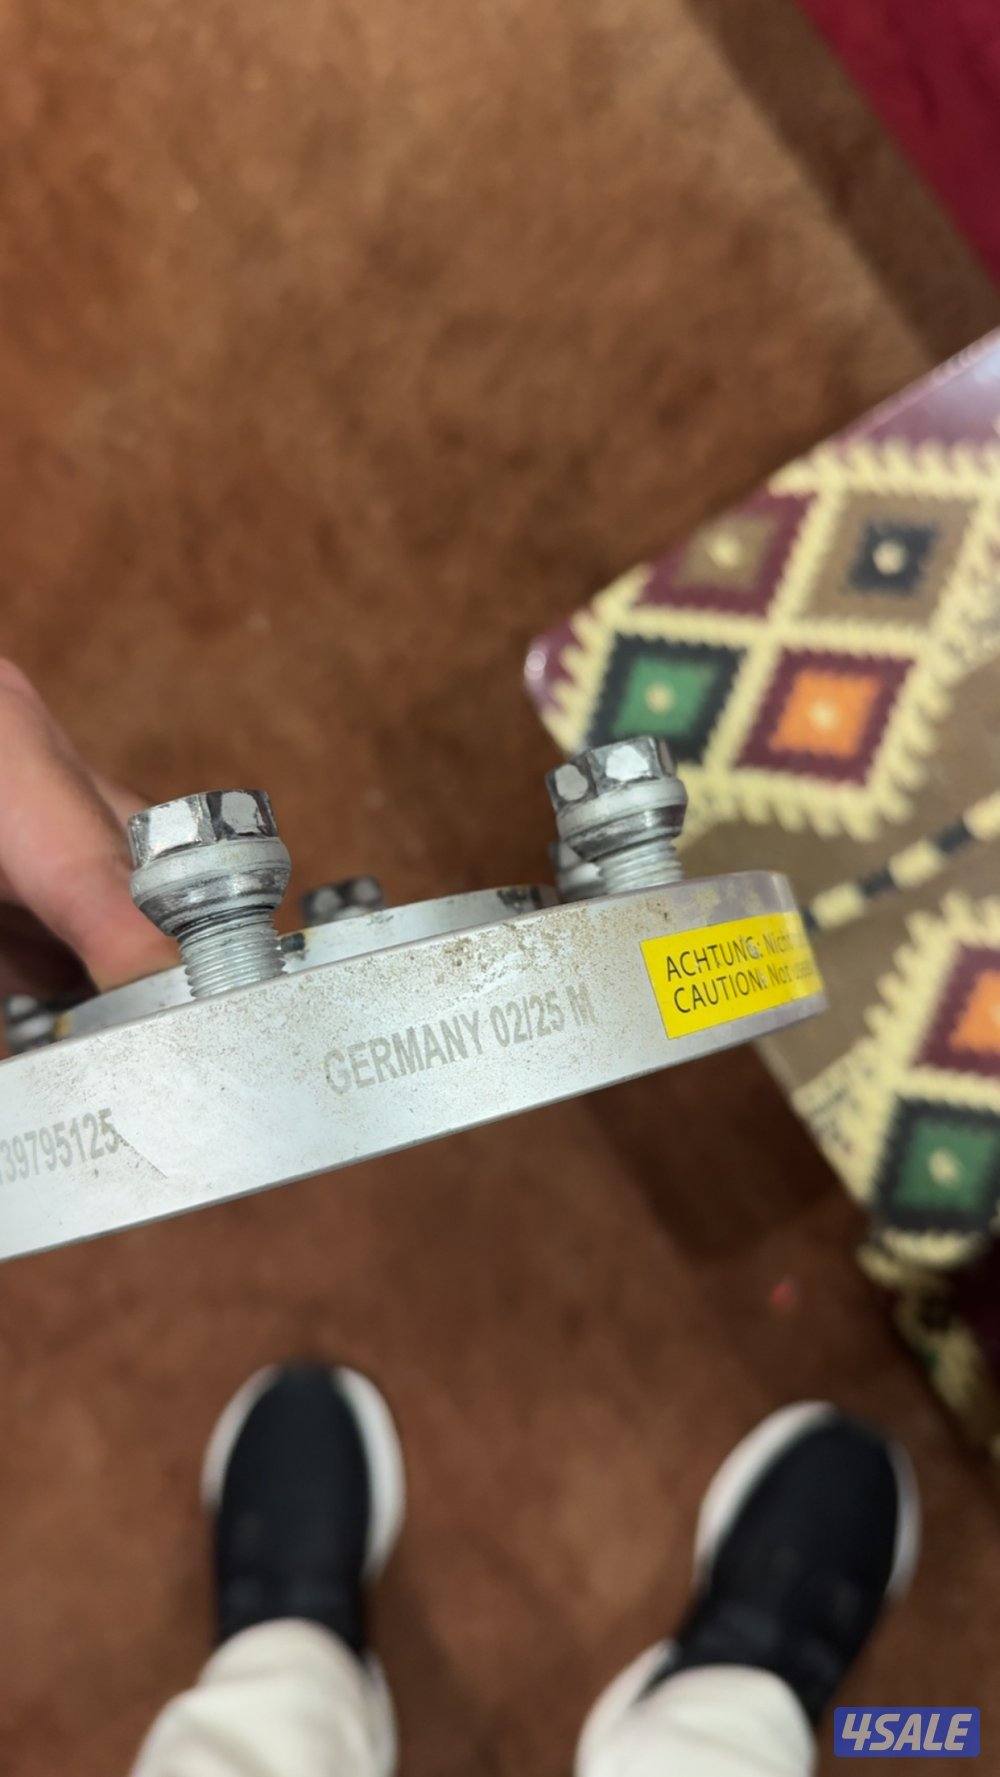 ACHTUNG:
CAUTION: Not
GERMANY 02/25 M
39795125
4SALE